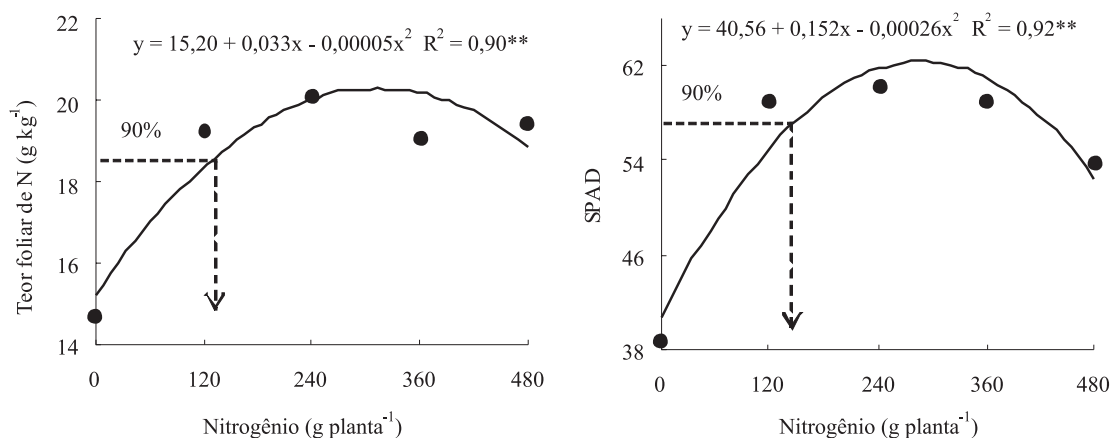 y = 15,20 + 0,033x - 0,00005x² R² = 0,90**
22
20
18
16
14
90%
Teor foliar de N (g kg⁻¹)
0 120 240 360 480
Nitrogênio (g planta⁻¹)
y = 40,56 + 0,152x - 0,00026x² R² = 0,92**
62
54
46
38
90%
SPAD
0 120 240 360 480
Nitrogênio (g planta⁻¹)